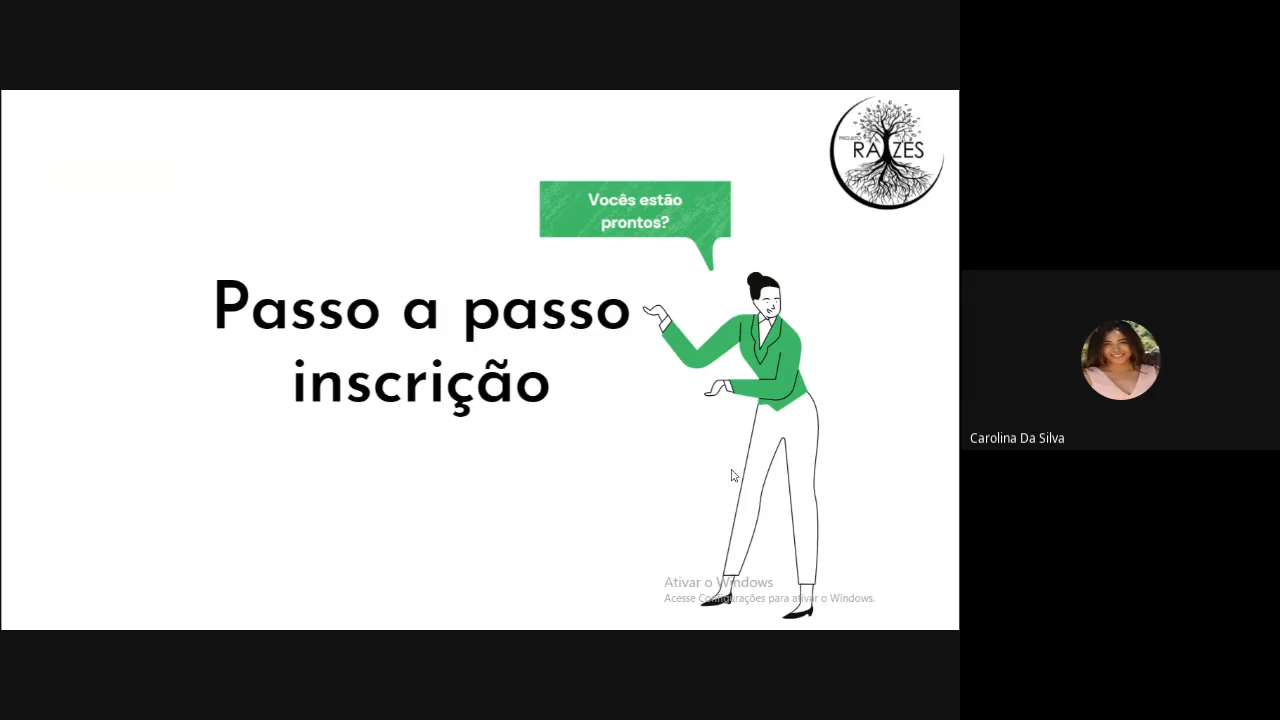 PROJETO
RAÍZES
Vocês estão
prontos?
Passo a passo
inscrição
Carolina Da Silva
Ativar o Windows
Acesse Configurações para ativar o Windows.